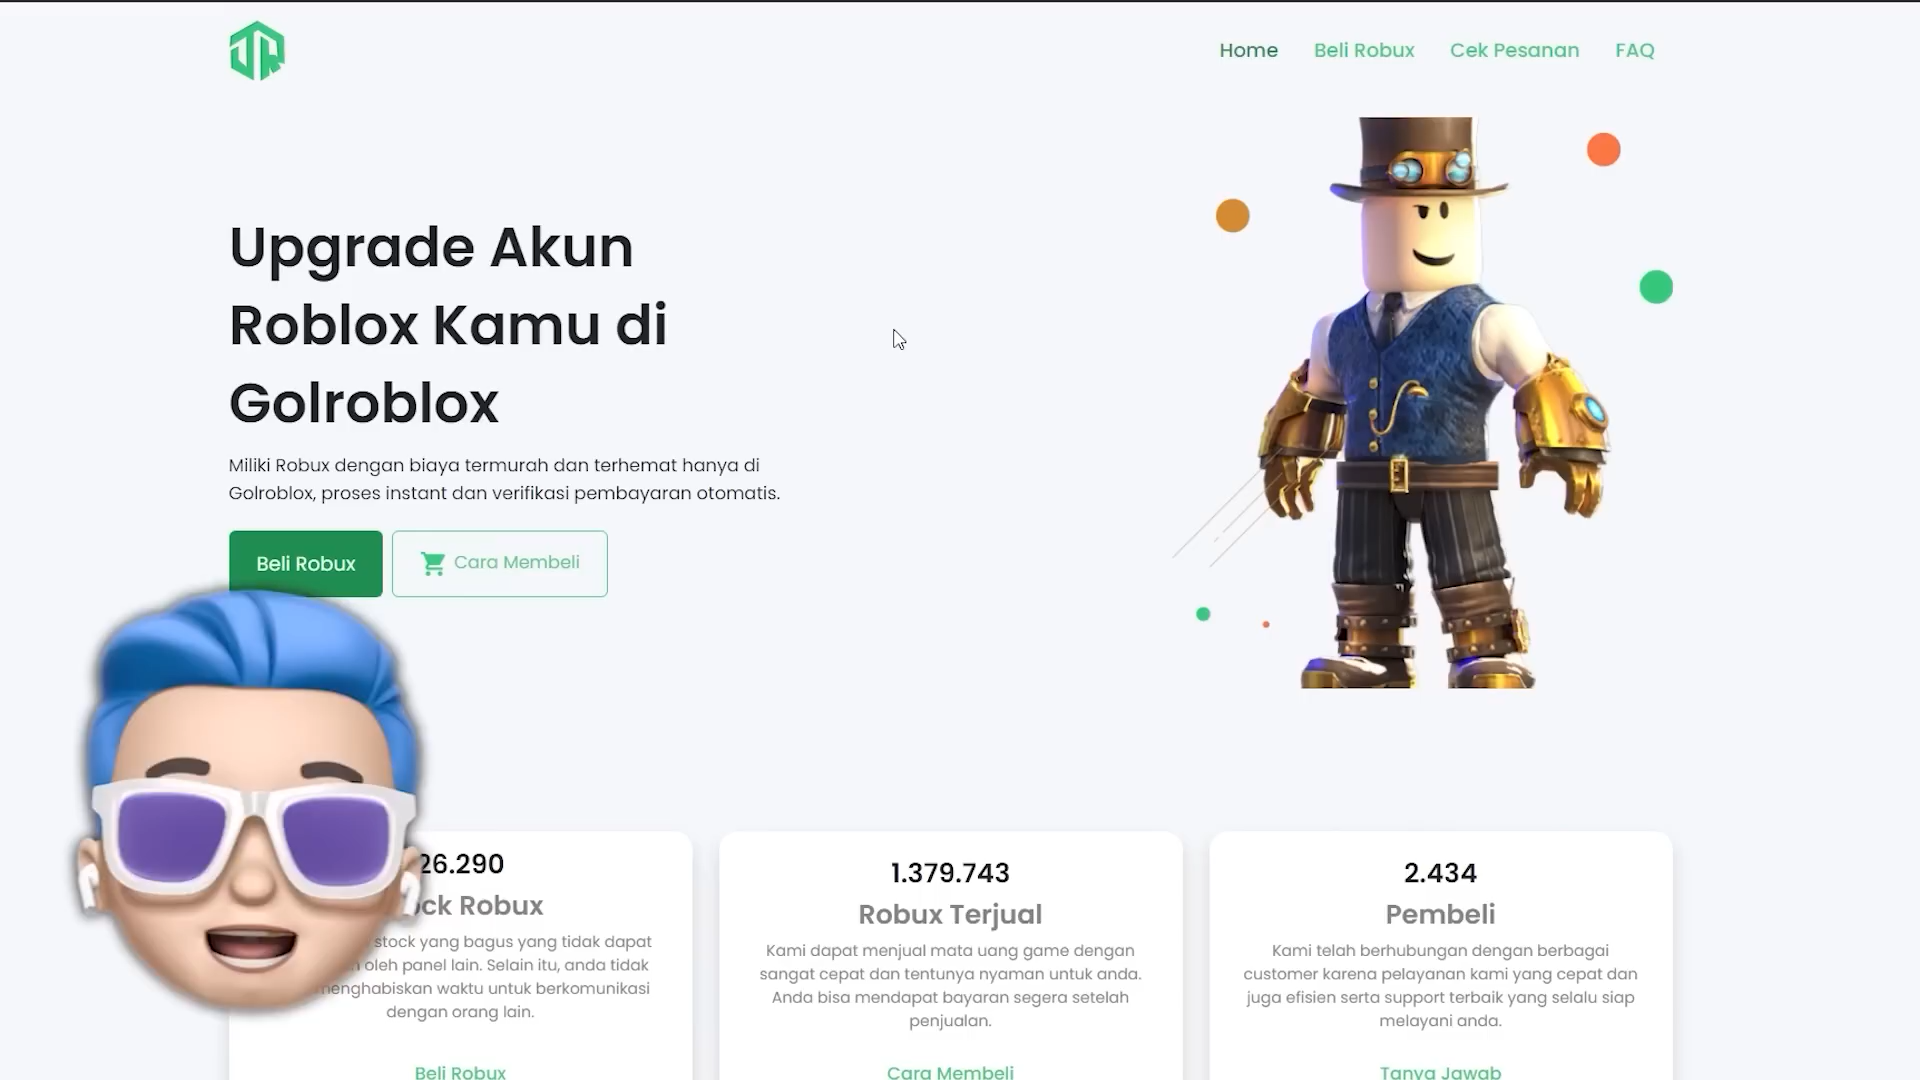 Home
Beli Robux
Cek Pesanan
FAQ
Upgrade Akun
Roblox Kamu di
Golroblox
Miliki Robux dengan biaya termurah dan terhemat hanya di
Golroblox, proses instant dan verifikasi pembayaran otomatis.
Beli Robux
Cara Membeli
26.290
Robux
stock yang bagus yang tidak dapat
oleh panel lain. Selain itu, anda tidak
menghabiskan waktu untuk berkomunikasi
dengan orang lain.
Beli Robux
1.379.743
Robux Terjual
Kami dapat menjual mata uang game dengan
sangat cepat dan tentunya nyaman untuk anda.
Anda bisa mendapat bayaran segera setelah
penjualan.
Cara Membeli
2.434
Pembeli
Kami telah berhubungan dengan berbagai
customer karena pelayanan kami yang cepat dan
juga efisien serta support terbaik yang selalu siap
melayani anda.
Tanya Jawab